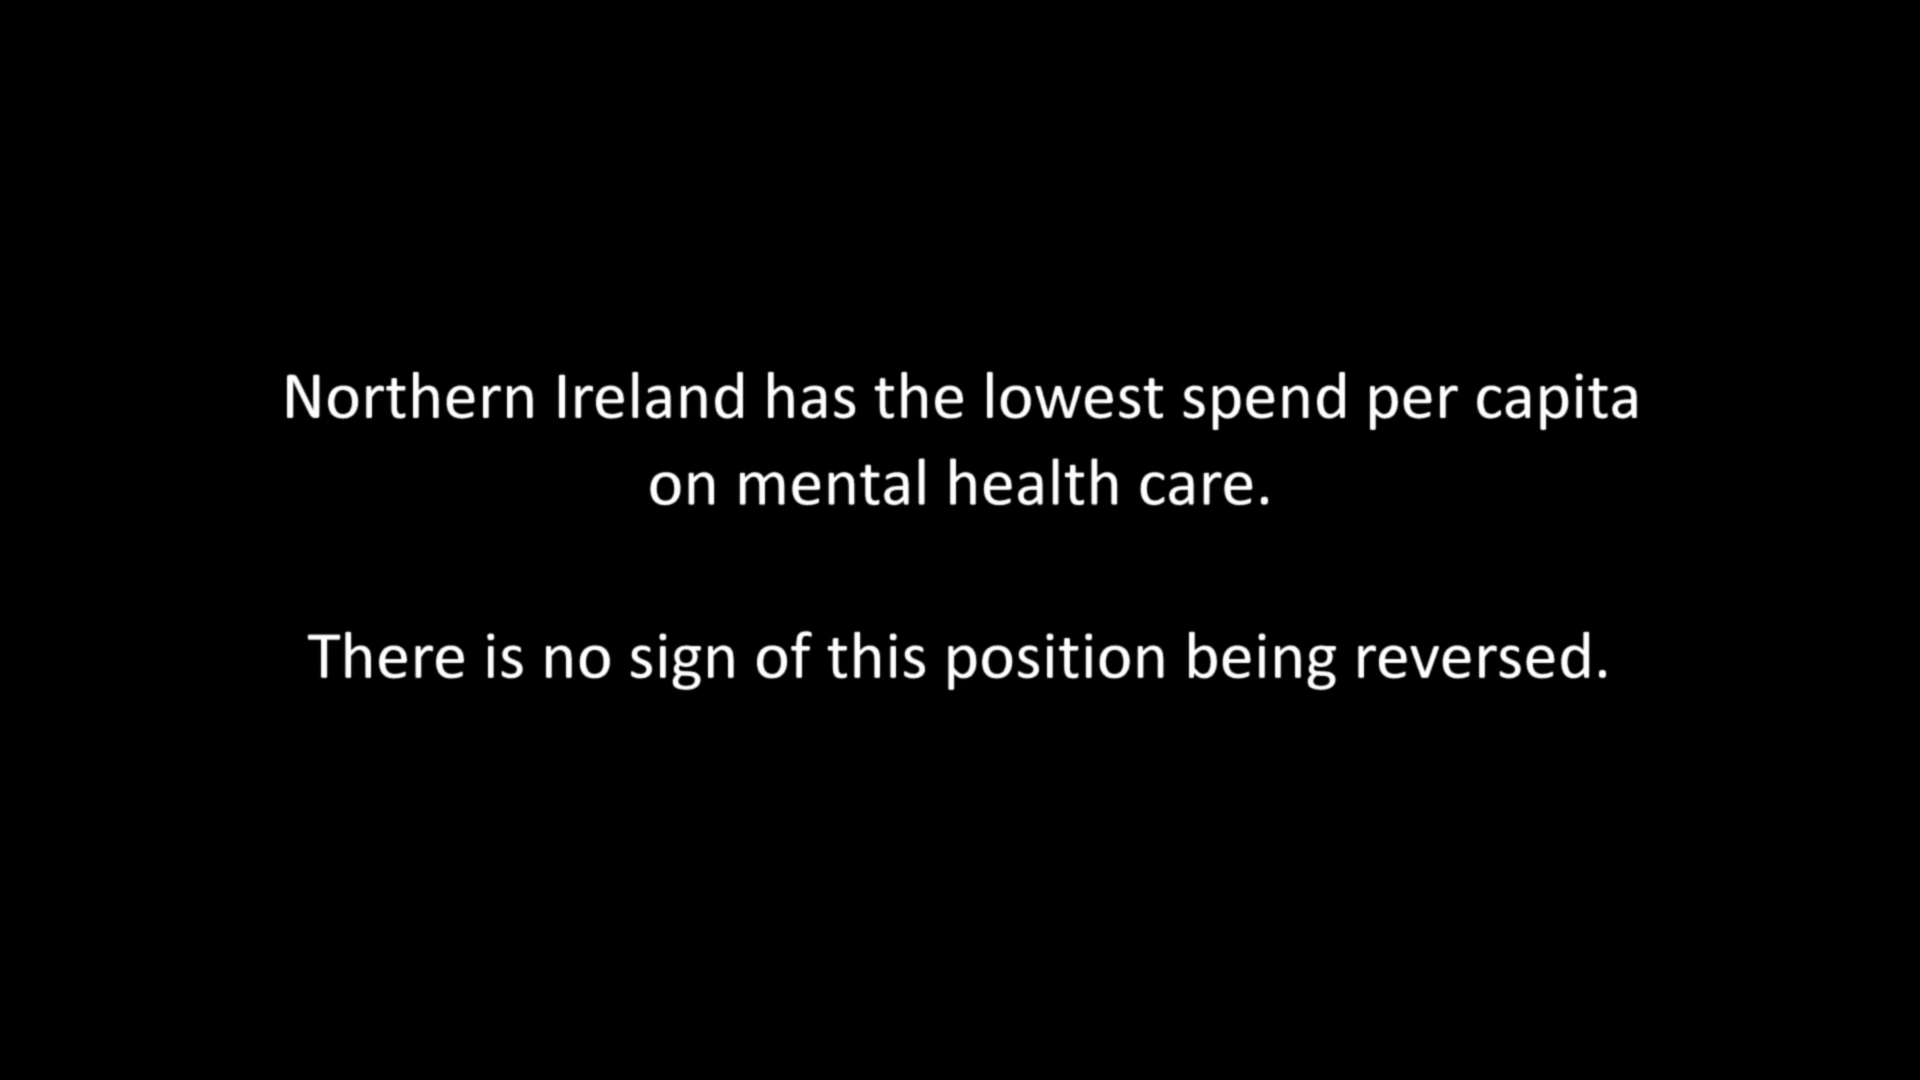 Northern Ireland has the lowest spend per capita
on mental health care.
There is no sign of this position being reversed.